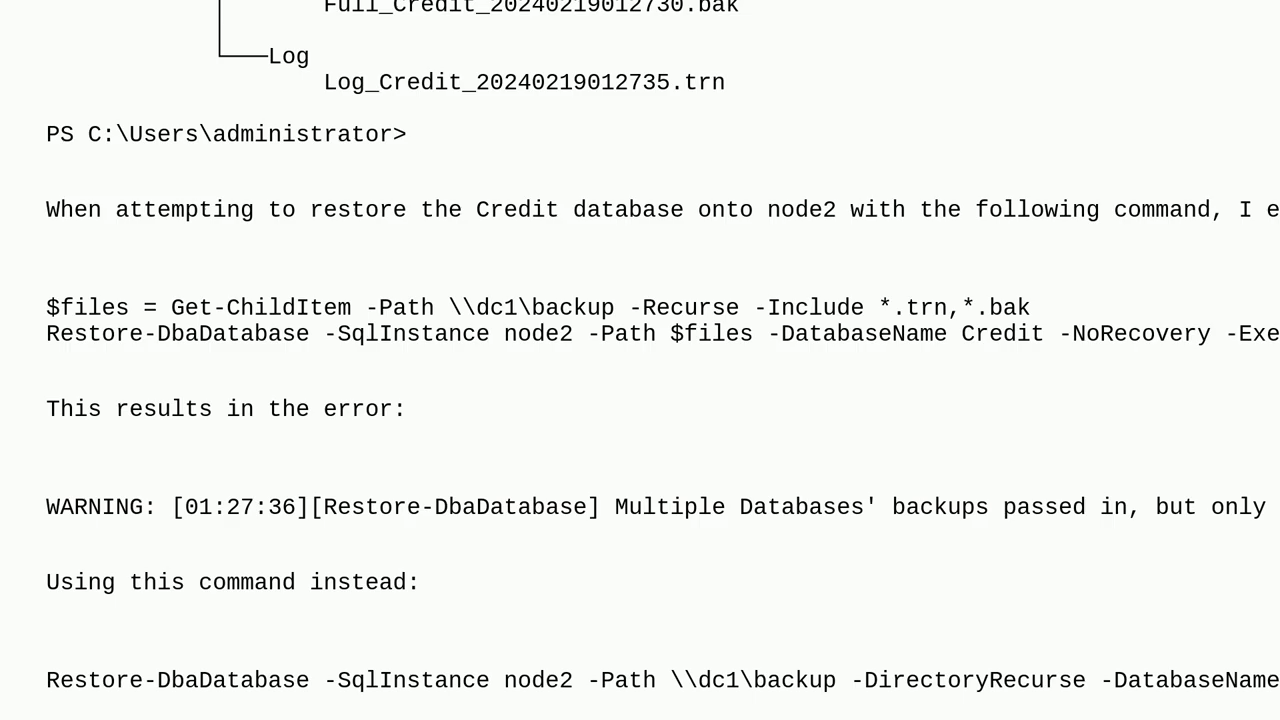 Full_Credit_20240219012730.bak
└───Log
Log_Credit_20240219012735.trn
PS C:\Users\administrator>
When attempting to restore the Credit database onto node2 with the following command, I e
$files = Get-ChildItem -Path \\dc1\backup -Recurse -Include *.trn,*.bak
Restore-DbaDatabase -SqlInstance node2 -Path $files -DatabaseName Credit -NoRecovery -Exe
This results in the error:
WARNING: [01:27:36][Restore-DbaDatabase] Multiple Databases' backups passed in, but only
Using this command instead:
Restore-DbaDatabase -SqlInstance node2 -Path \\dc1\backup -DirectoryRecurse -DatabaseName